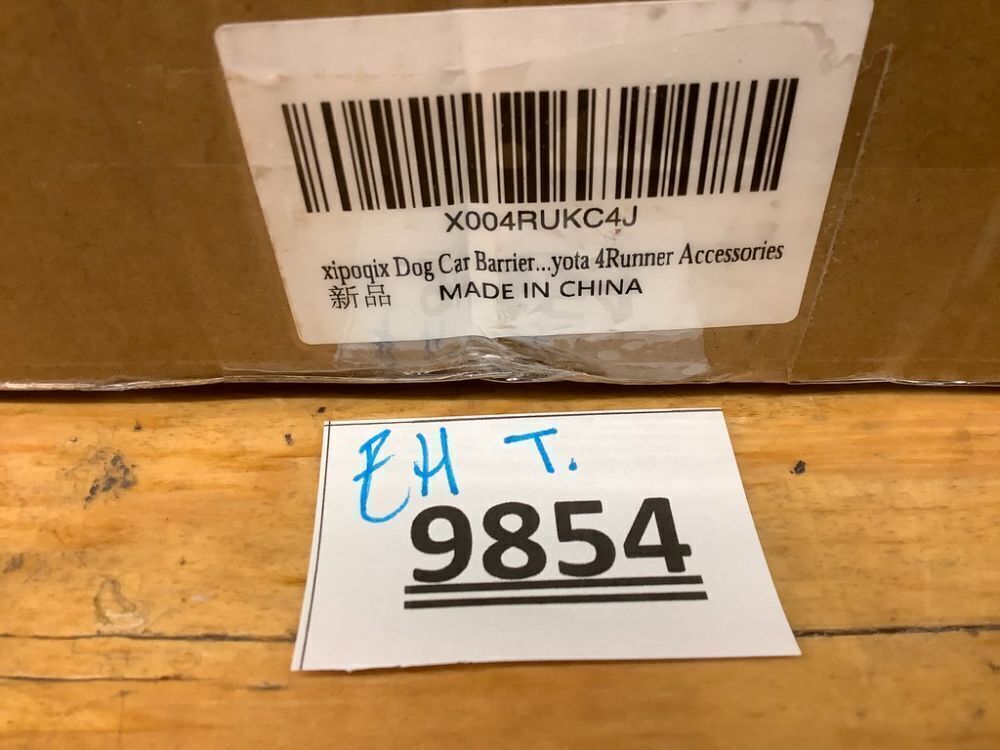 X004RUKC4J
xipoqix Dog Car Barrier...yota 4Runner Accessories
新品 MADE IN CHINA
EH T.
9854